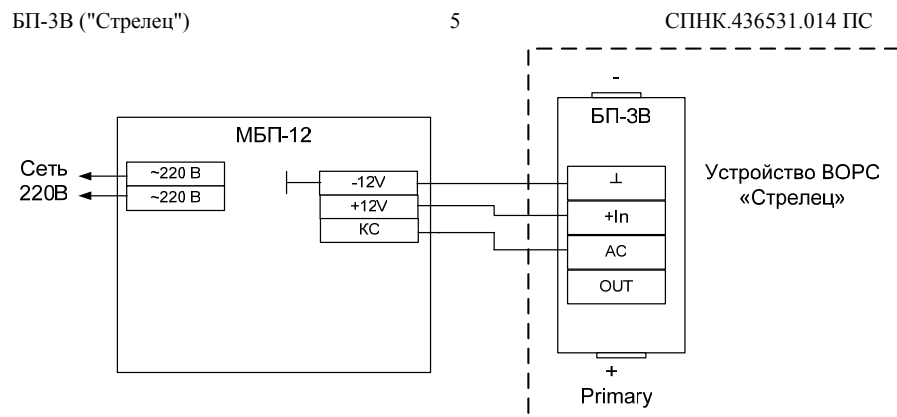 БП-3В ("Стрелец") 5 СПНК.436531.014 ПС
-
БП-3В
МБП-12
Сеть
220В
~220 В
~220 В
-12V
+12V
КС
⊥
+In
AC
OUT
Устройство ВОРС
«Стрелец»
+
Primary